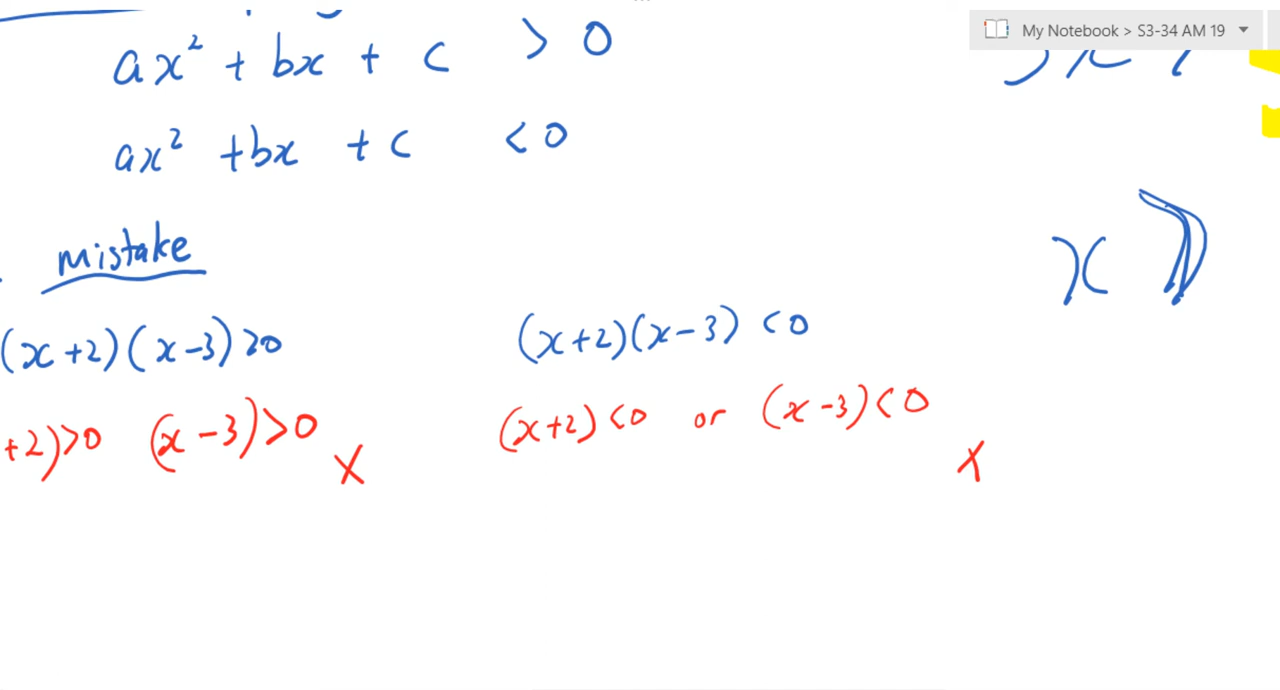 My Notebook > S3-34 AM 19
ax² + bx + c > 0
ax² + bx + c < 0
mistake
(x+2)(x-3)>0 (x+2)(x-3) <0
+2)>0 (x-3)>0 X (x+2)<0 or (x-3)<0 X
x